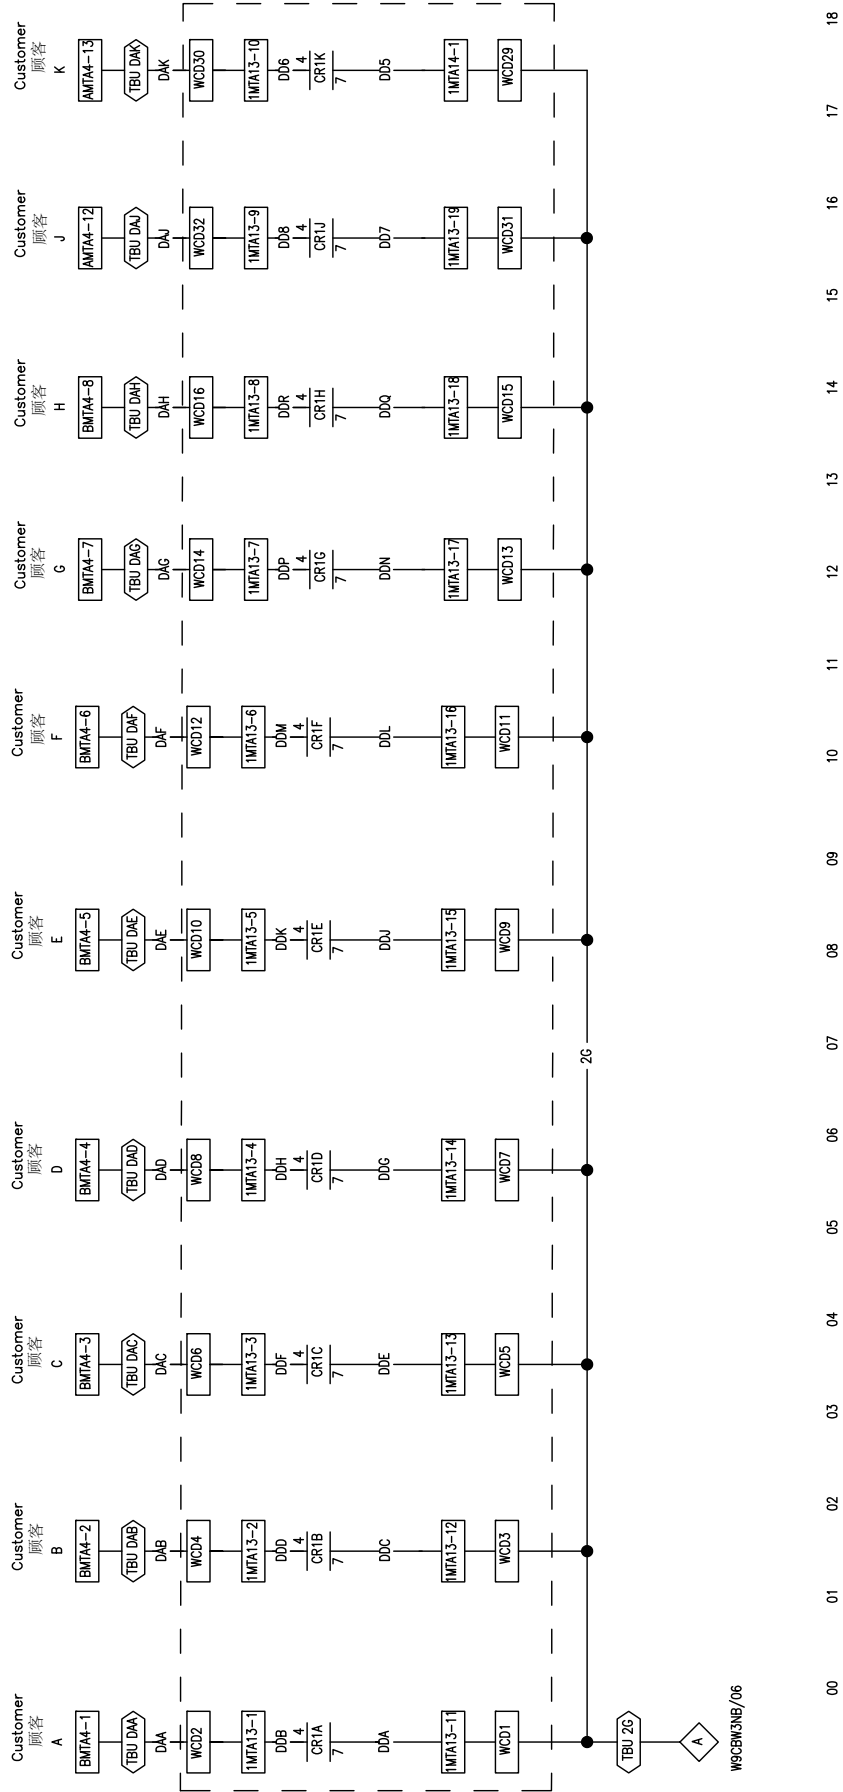 Customer
顾客
A
BMTA4-1
TBU DAA
DAA
WCD2
1MTA13-1
DDB
4
CR1A
7
DDA
1MTA13-11
WCD1
Customer
顾客
B
BMTA4-2
TBU DAB
DAB
WCD4
1MTA13-2
DDD
4
CR1B
7
DDC
1MTA13-12
WCD3
Customer
顾客
C
BMTA4-3
TBU DAC
DAC
WCD6
1MTA13-3
DDF
4
CR1C
7
DDE
1MTA13-13
WCD5
Customer
顾客
D
BMTA4-4
TBU DAD
DAD
WCD8
1MTA13-4
DDH
4
CR1D
7
DDG
1MTA13-14
WCD7
Customer
顾客
E
BMTA4-5
TBU DAE
DAE
WCD10
1MTA13-5
DDK
4
CR1E
7
DDJ
1MTA13-15
WCD9
Customer
顾客
F
BMTA4-6
TBU DAF
DAF
WCD12
1MTA13-6
DDM
4
CR1F
7
DDL
1MTA13-16
WCD11
Customer
顾客
G
BMTA4-7
TBU DAG
DAG
WCD14
1MTA13-7
DDP
4
CR1G
7
DDN
1MTA13-17
WCD13
Customer
顾客
H
BMTA4-8
TBU DAH
DAH
WCD16
1MTA13-8
DDR
4
CR1H
7
DDQ
1MTA13-18
WCD15
Customer
顾客
J
AMTA4-12
TBU DAJ
DAJ
WCD32
1MTA13-9
DD8
4
CR1J
7
DD7
1MTA13-19
WCD31
Customer
顾客
K
AMTA4-13
TBU DAK
DAK
WCD30
1MTA13-10
DD6
4
CR1K
7
DD5
1MTA14-1
WCD29
2G
TBU 2G
A
W9CBW3NB/06
00
01
02
03
04
05
06
07
08
09
10
11
12
13
14
15
16
17
18